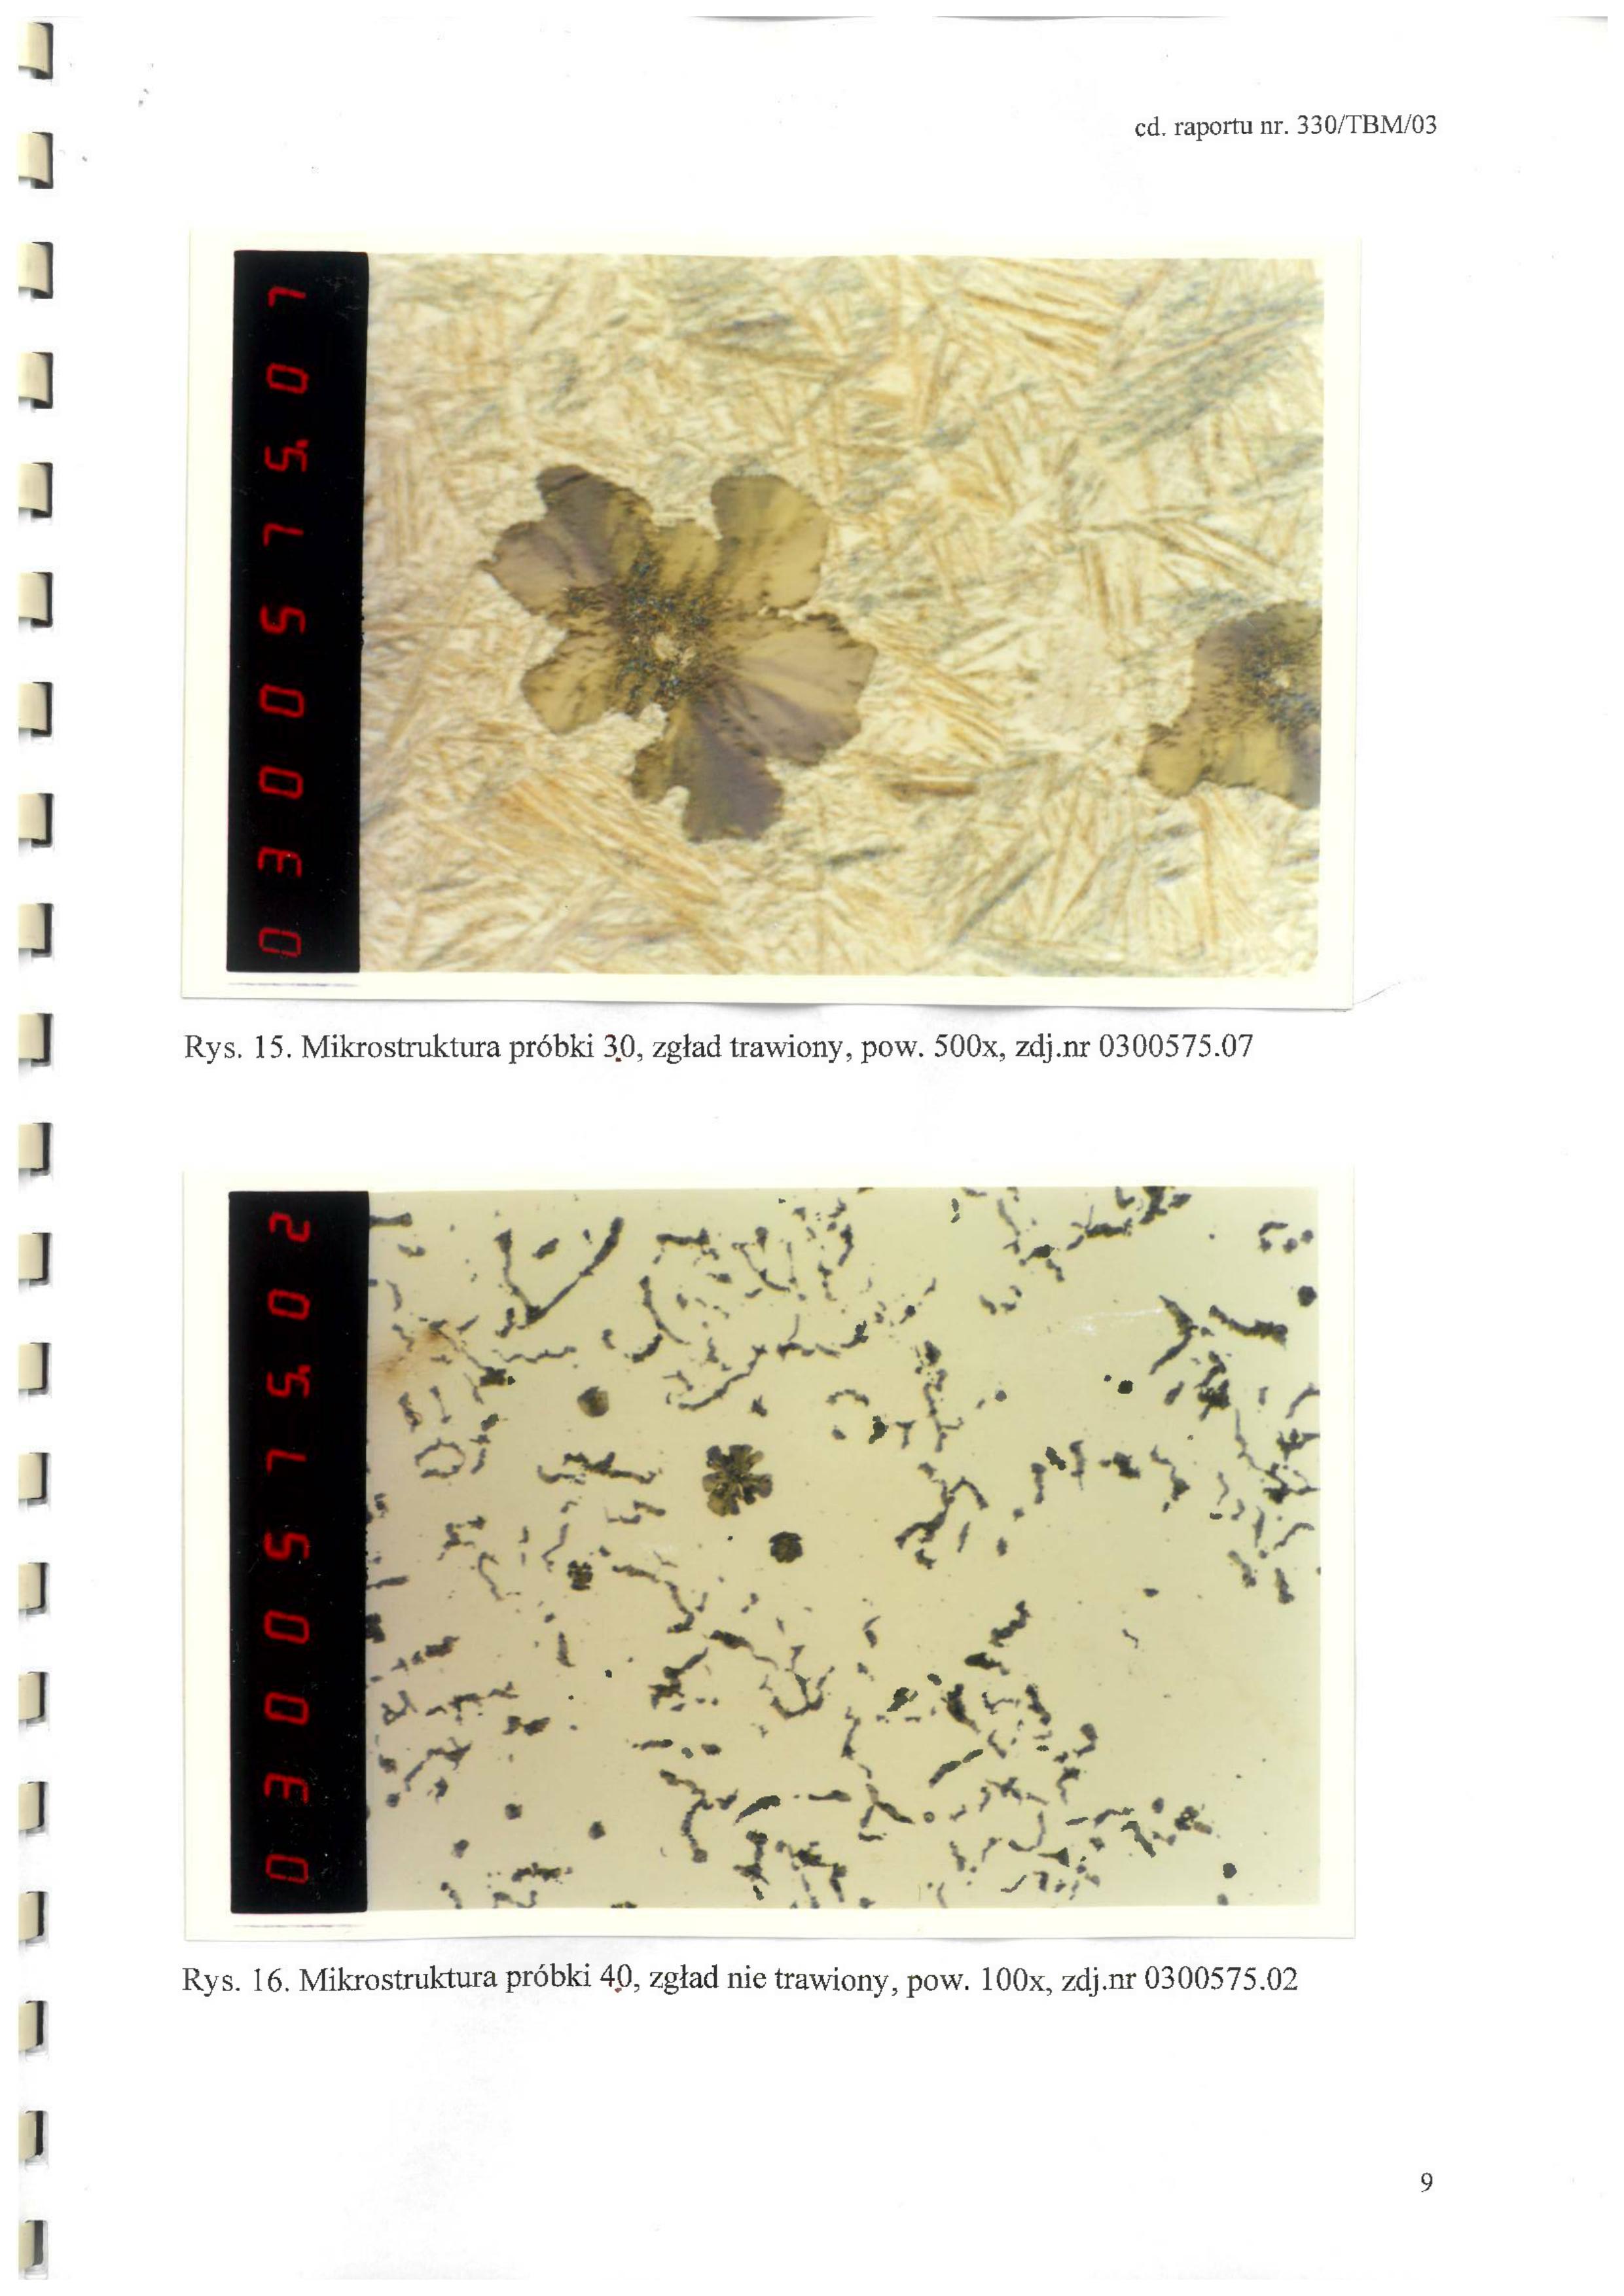 cd. raportu nr. 330/TBM/03
0300575.07
Rys. 15. Mikrostruktura próbki 30, zgład trawiony, pow. 500x, zdj.nr 0300575.07
0300575.02
Rys. 16. Mikrostruktura próbki 40, zgład nie trawiony, pow. 100x, zdj.nr 0300575.02
9